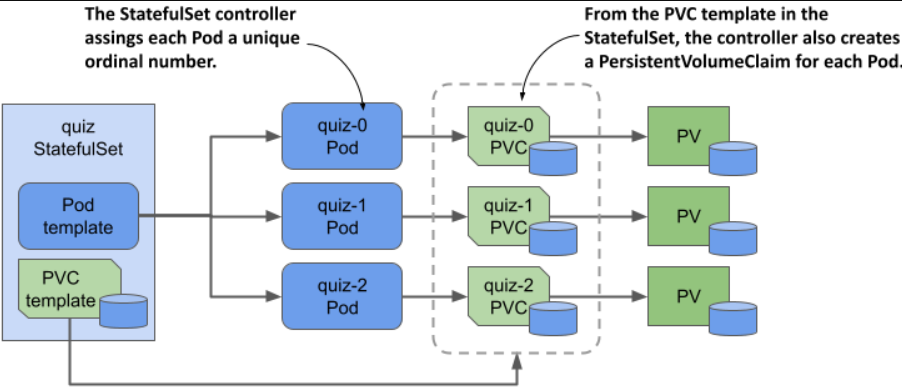 The StatefulSet controller
assings each Pod a unique
ordinal number.
From the PVC template in the
StatefulSet, the controller also creates
a PersistentVolumeClaim for each Pod.
quiz
StatefulSet
Pod
template
PVC
template
quiz-0
Pod
quiz-0
PVC
PV
quiz-1
Pod
quiz-1
PVC
PV
quiz-2
Pod
quiz-2
PVC
PV